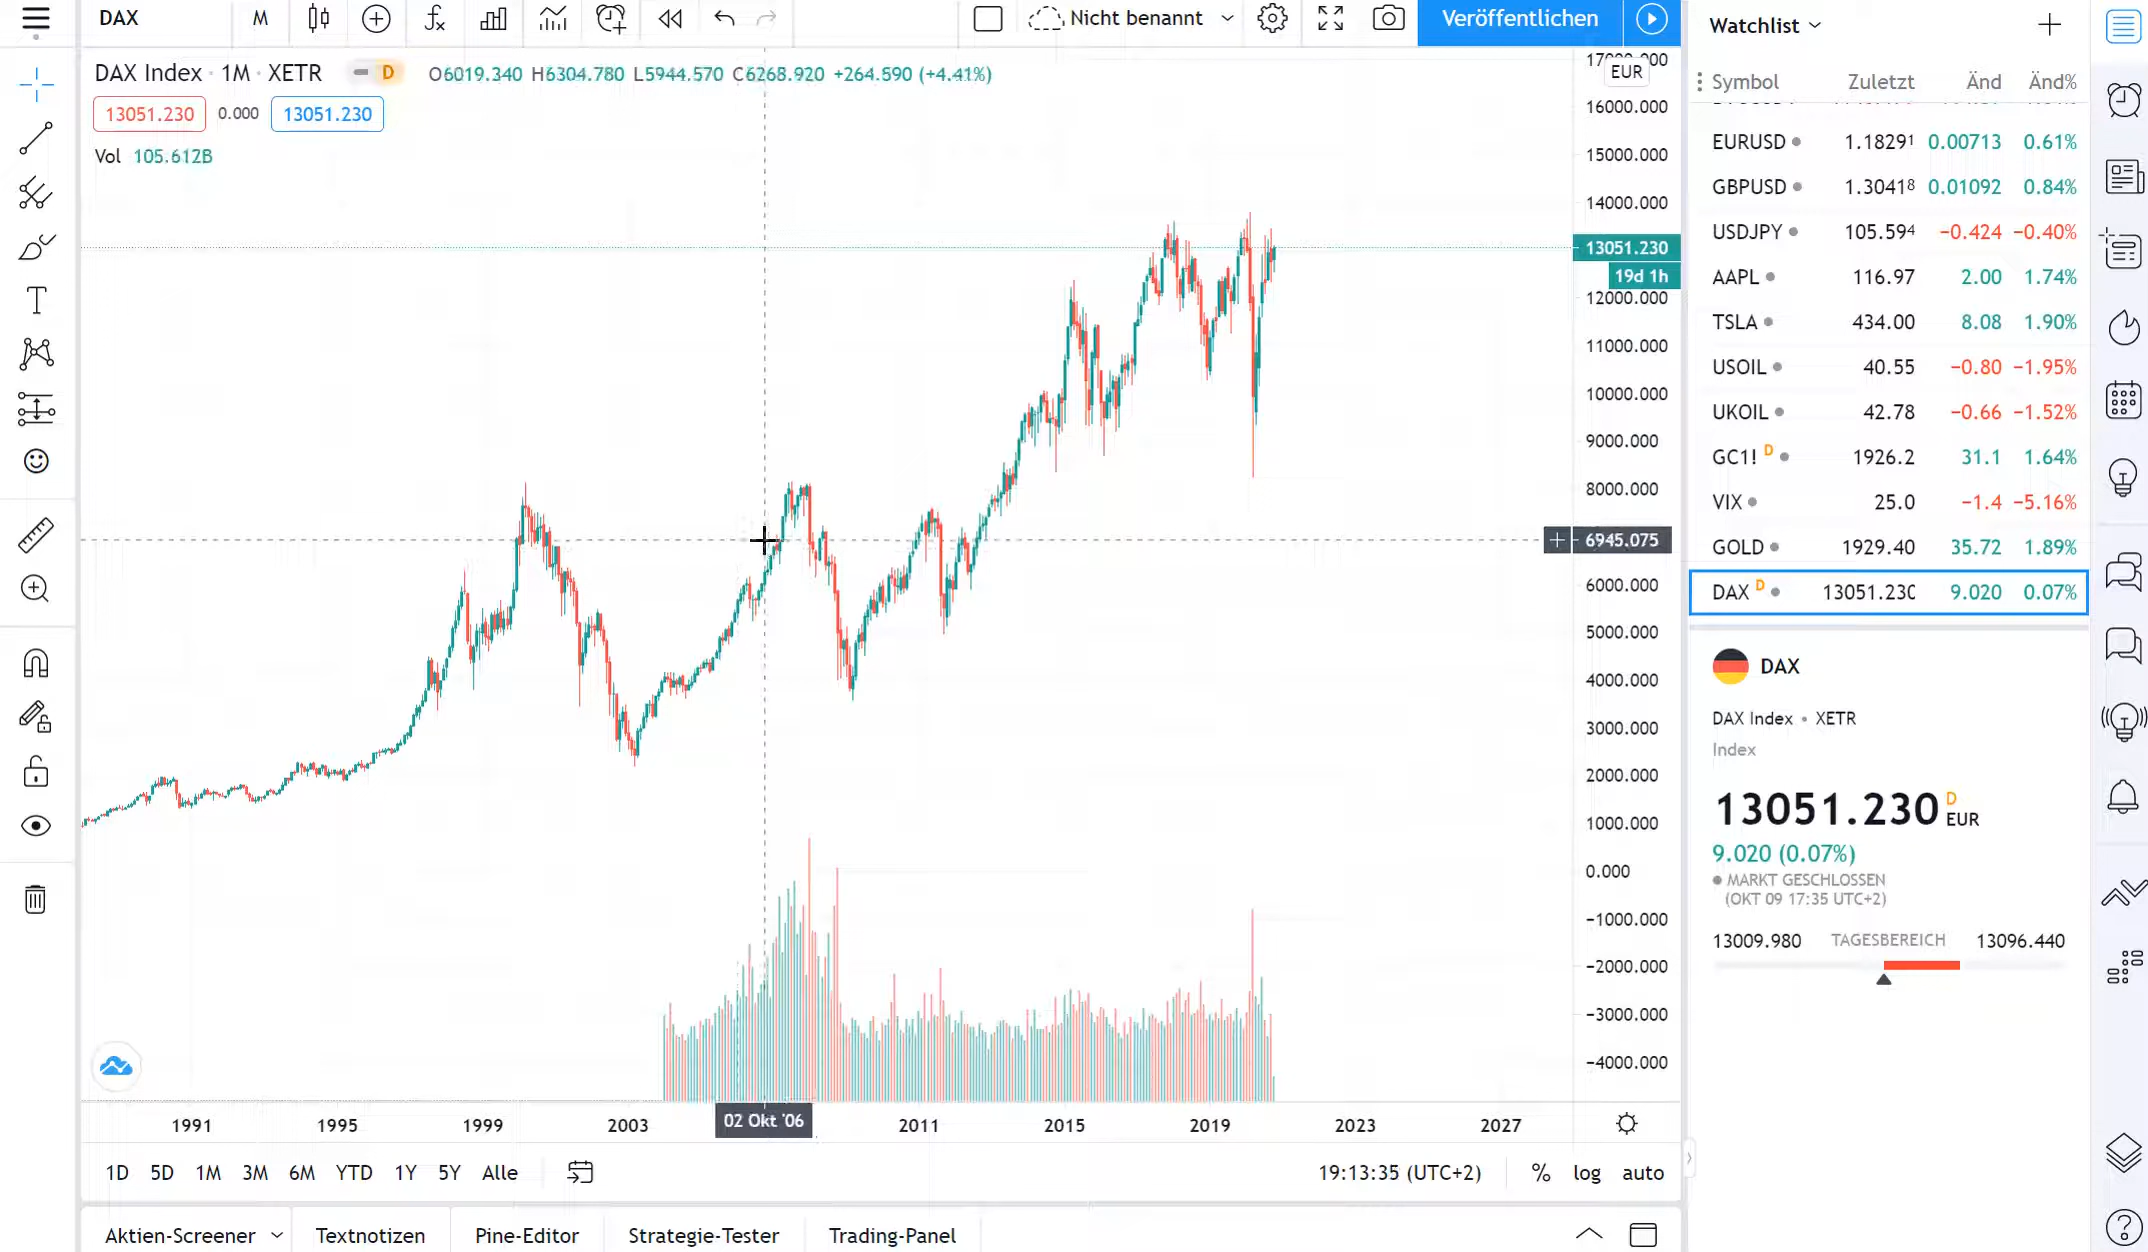 DAX M Nicht benannt Veröffentlichen
DAX Index · 1M · XETR D O6019.340 H6304.780 L5944.570 C6268.920 +264.590 (+4.41%)
13051.230 0.000 13051.230
Vol 105.612B
EUR
16000.000
15000.000
14000.000
13051.230
19d 1h
12000.000
11000.000
10000.000
9000.000
8000.000
6945.075
6000.000
5000.000
4000.000
3000.000
2000.000
1000.000
0.000
−1000.000
−2000.000
−3000.000
−4000.000
1991 1995 1999 2003 02 Okt '06 2011 2015 2019 2023 2027
1D 5D 1M 3M 6M YTD 1Y 5Y Alle 19:13:35 (UTC+2) % log auto
Aktien-Screener Textnotizen Pine-Editor Strategie-Tester Trading-Panel
Watchlist
Symbol Zuletzt Änd Änd%
EURUSD 1.18291 0.00713 0.61%
GBPUSD 1.30418 0.01092 0.84%
USDJPY 105.594 −0.424 −0.40%
AAPL 116.97 2.00 1.74%
TSLA 434.00 8.08 1.90%
USOIL 40.55 −0.80 −1.95%
UKOIL 42.78 −0.66 −1.52%
GC1! D 1926.2 31.1 1.64%
VIX 25.0 −1.4 −5.16%
GOLD 1929.40 35.72 1.89%
DAX D 13051.230 9.020 0.07%
DAX
DAX Index • XETR
Index
13051.230 D EUR
9.020 (0.07%)
MARKT GESCHLOSSEN
(OKT 09 17:35 UTC+2)
13009.980 TAGESBEREICH 13096.440